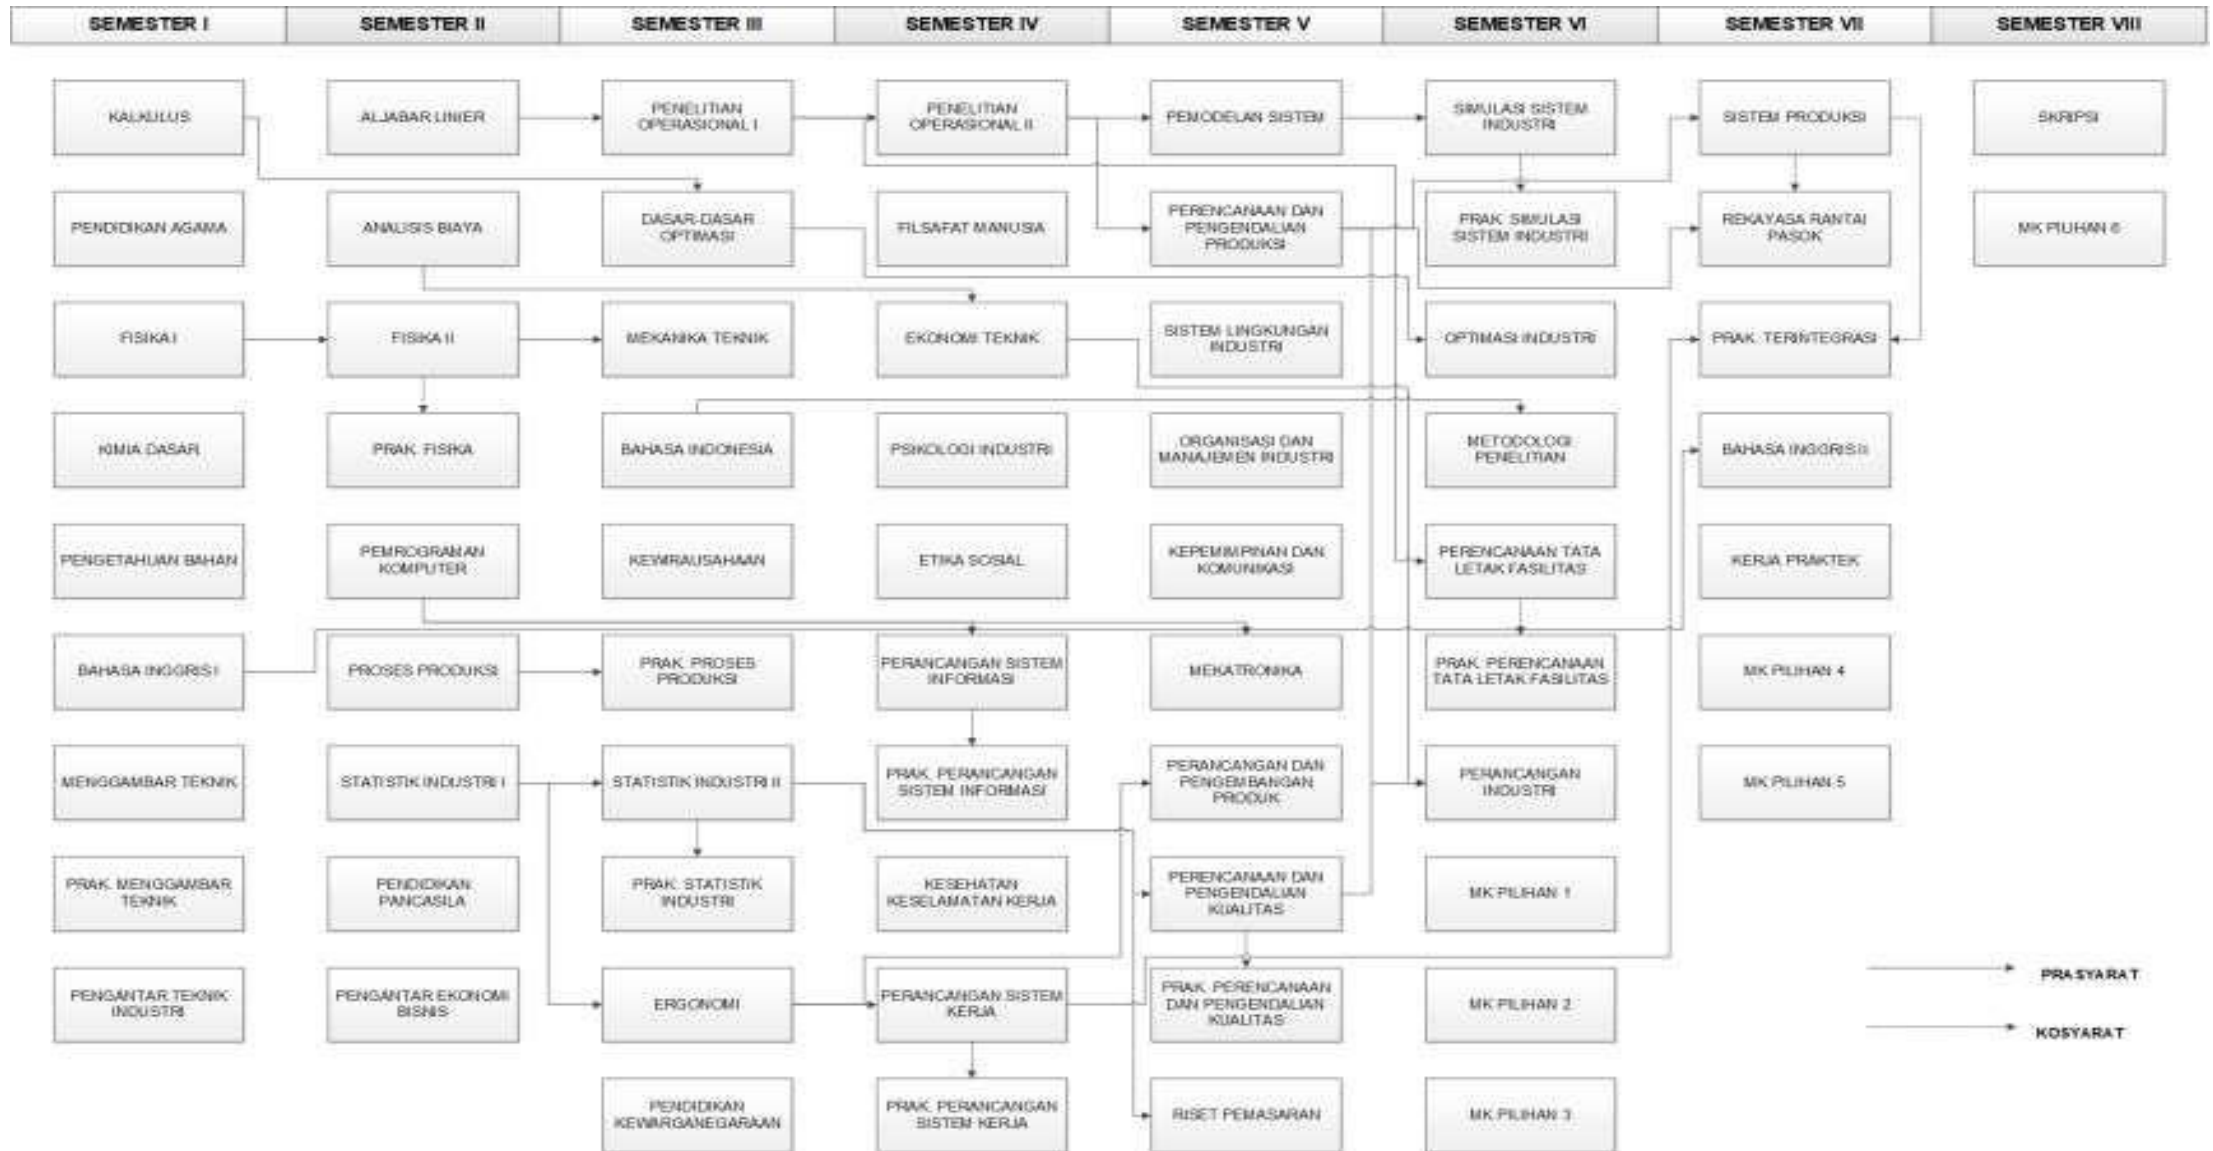 SEMESTER I
SEMESTER II
SEMESTER III
SEMESTER IV
SEMESTER V
SEMESTER VI
SEMESTER VII
SEMESTER VIII
KALKULUS
ALJABAR LINIER
PENELITIAN
OPERASIONAL I
PENELITIAN
OPERASIONAL II
PEMODELAN SISTEM
SIMULASI SISTEM
INDUSTRI
SISTEM PRODUKSI
SKRIPSI
PENDIDIKAN AGAMA
ANALISIS BIAYA
DASAR-DASAR
OPTIMASI
FILSAFAT MANUSIA
PERENCANAAN DAN
PENGENDALIAN
PRODUKSI
PRAK. SIMULASI
SISTEM INDUSTRI
REKAYASA RANTAI
PASOK
MK PILIHAN 6
FISIKA I
FISIKA II
MEKANIKA TEKNIK
EKONOMI TEKNIK
SISTEM LINGKUNGAN
INDUSTRI
OPTIMASI INDUSTRI
PRAK. TERINTEGRASI
KIMIA DASAR
PRAK. FISIKA
BAHASA INDONESIA
PSIKOLOGI INDUSTRI
ORGANISASI DAN
MANAJEMEN INDUSTRI
METODOLOGI
PENELITIAN
BAHASA INGGRIS II
PENGETAHUAN BAHAN
PEMROGRAMAN
KOMPUTER
KEWIRAUSAHAAN
ETIKA SOSIAL
KEPEMIMPINAN DAN
KOMUNIKASI
PERENCANAAN TATA
LETAK FASILITAS
KERJA PRAKTEK
BAHASA INGGRIS I
PROSES PRODUKSI
PRAK. PROSES
PRODUKSI
PERANCANGAN SISTEM
INFORMASI
MEKATRONIKA
PRAK. PERENCANAAN
TATA LETAK FASILITAS
MK PILIHAN 4
MENGGAMBAR TEKNIK
STATISTIK INDUSTRI I
STATISTIK INDUSTRI II
PRAK. PERANCANGAN
SISTEM INFORMASI
PERANCANGAN DAN
PENGEMBANGAN
PRODUK
PERANCANGAN
INDUSTRI
MK PILIHAN 5
PRAK. MENGGAMBAR
TEKNIK
PENDIDIKAN
PANCASILA
PRAK. STATISTIK
INDUSTRI
KESEHATAN
KESELAMATAN KERJA
PERENCANAAN DAN
PENGENDALIAN
KUALITAS
MK PILIHAN 1
PENGANTAR TEKNIK
INDUSTRI
PENGANTAR EKONOMI
BISNIS
ERGONOMI
PERANCANGAN SISTEM
KERJA
PRAK. PERENCANAAN
DAN PENGENDALIAN
KUALITAS
MK PILIHAN 2
PRASYARAT
KOSYARAT
PENDIDIKAN
KEWARGANEGARAAN
PRAK. PERANCANGAN
SISTEM KERJA
RISET PEMASARAN
MK PILIHAN 3